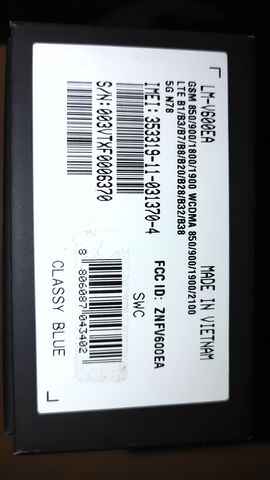 LM-V600EA MADE IN VIETNAM
GSM 850/900/1800/1900 WCDMA 850/900/1900/2100
LTE B1/B3/B7/B8/B20/B28/B32/B38
5G N78
FCC ID: ZNFV600EA
IMEI: 353319-11-031370-4
SWC
S/N:003VTXF0906370
8 806087 043402
CLASSY BLUE